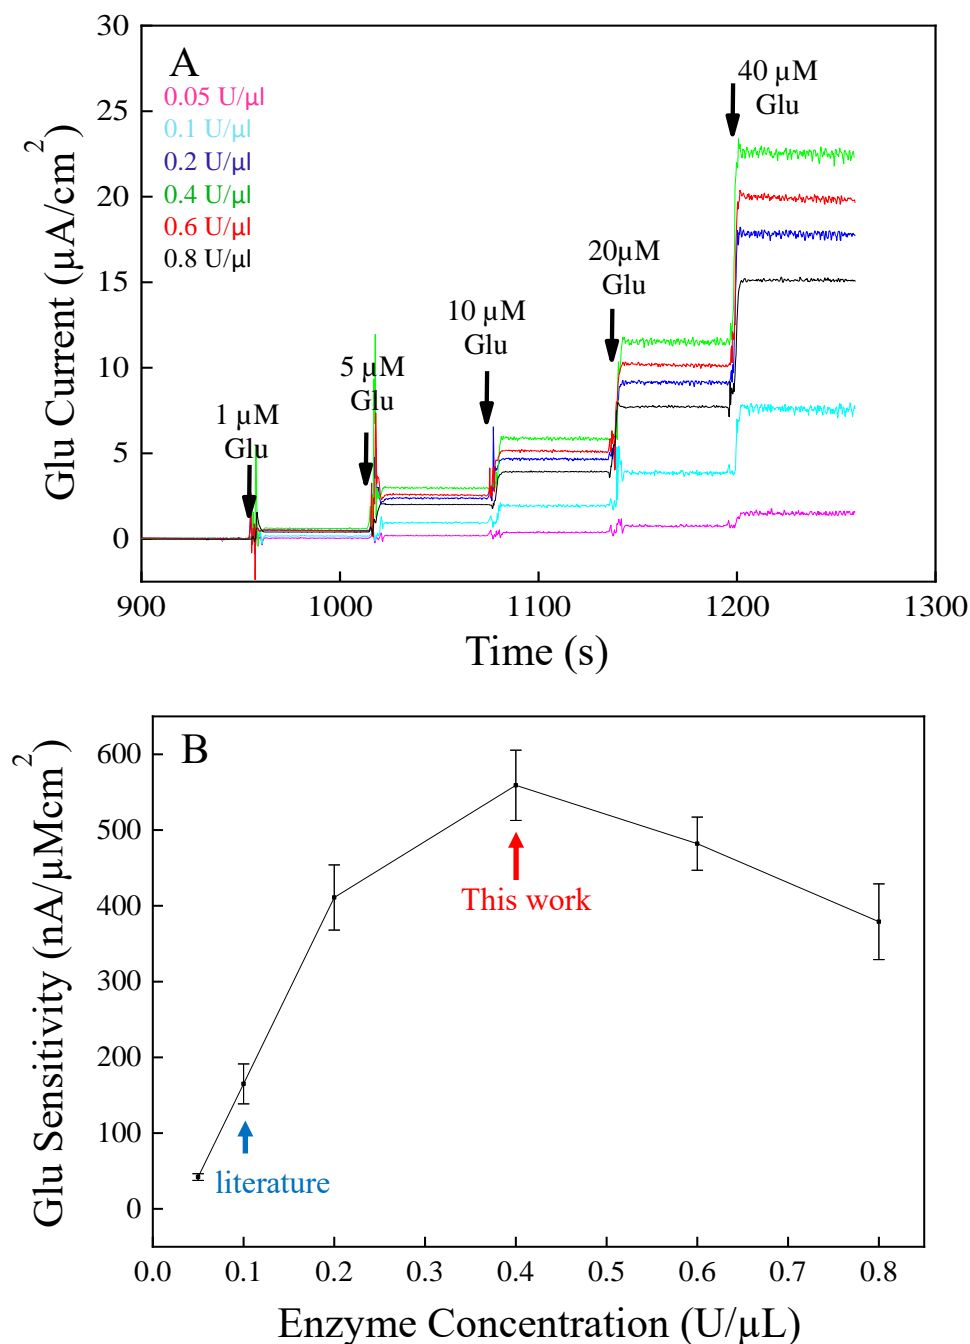 A
0.05 U/μl
0.1 U/μl
0.2 U/μl
0.4 U/μl
0.6 U/μl
0.8 U/μl
1 μM
Glu
5 μM
Glu
10 μM
Glu
20μM
Glu
40 μM
Glu
30
25
20
15
10
5
0
Glu Current (μA/cm²)
900 1000 1100 1200 1300
Time (s)
B
600
500
400
300
200
100
0
Glu Sensitivity (nA/μMcm²)
This work
literature
0.0 0.1 0.2 0.3 0.4 0.5 0.6 0.7 0.8
Enzyme Concentration (U/μL)